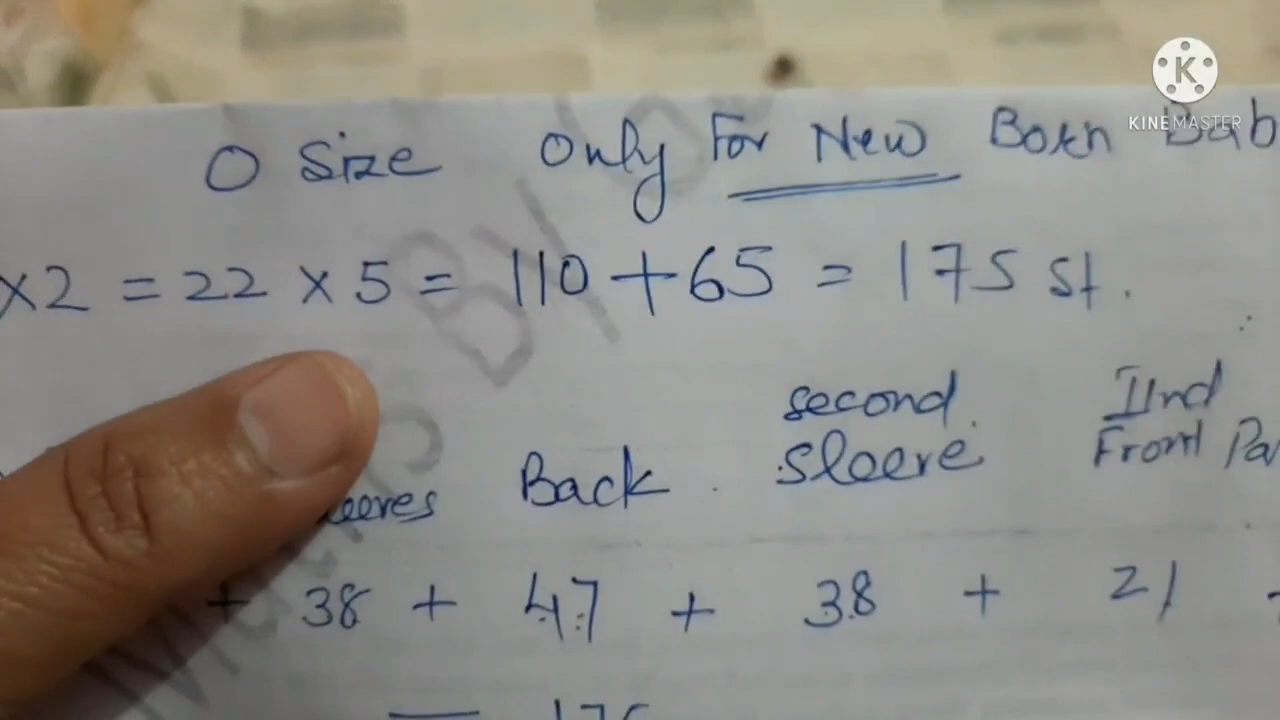 KINEMASTER
O Size Only For New Born Bab
x2 = 22 x 5 = 110 + 65 = 175 st.
second IInd
eeves Back . sleeve Front Pa
+ 38 + 47 + 38 + 21